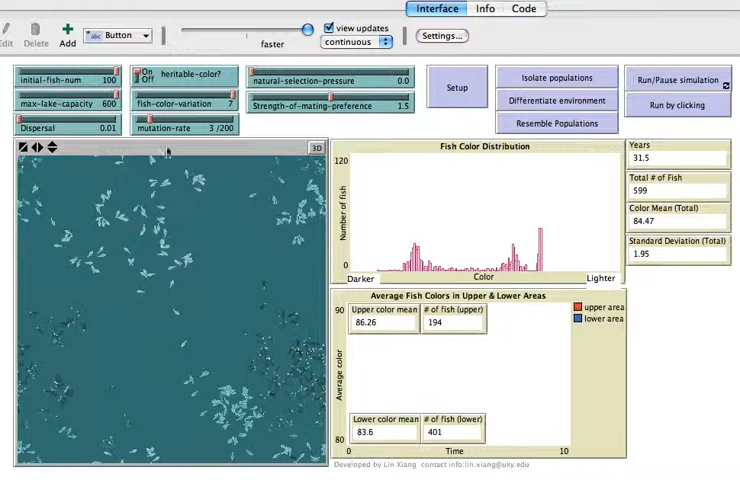 Interface Info Code
Edit Delete Add Button faster view updates continuous Settings...
initial-fish-num 100
On
Off heritable-color?
natural-selection-pressure 0.0
max-lake-capacity 600
fish-color-variation 7
Strength-of-mating-preference 1.5
Dispersal 0.01
mutation-rate 3 /200
Setup
Isolate populations
Differentiate environment
Resemble Populations
Run/Pause simulation
Run by clicking
3D
Fish Color Distribution
120
Number of fish
0
Darker Color Lighter
Years
31.5
Total # of Fish
599
Color Mean (Total)
84.47
Standard Deviation (Total)
1.95
Average Fish Colors in Upper & Lower Areas
90
Upper color mean # of fish (upper)
86.26 194
upper area
lower area
Average color
Lower color mean # of fish (lower)
83.6 401
80
0 Time 10
Developed by Lin Xiang contact info:lin.xiang@uky.edu